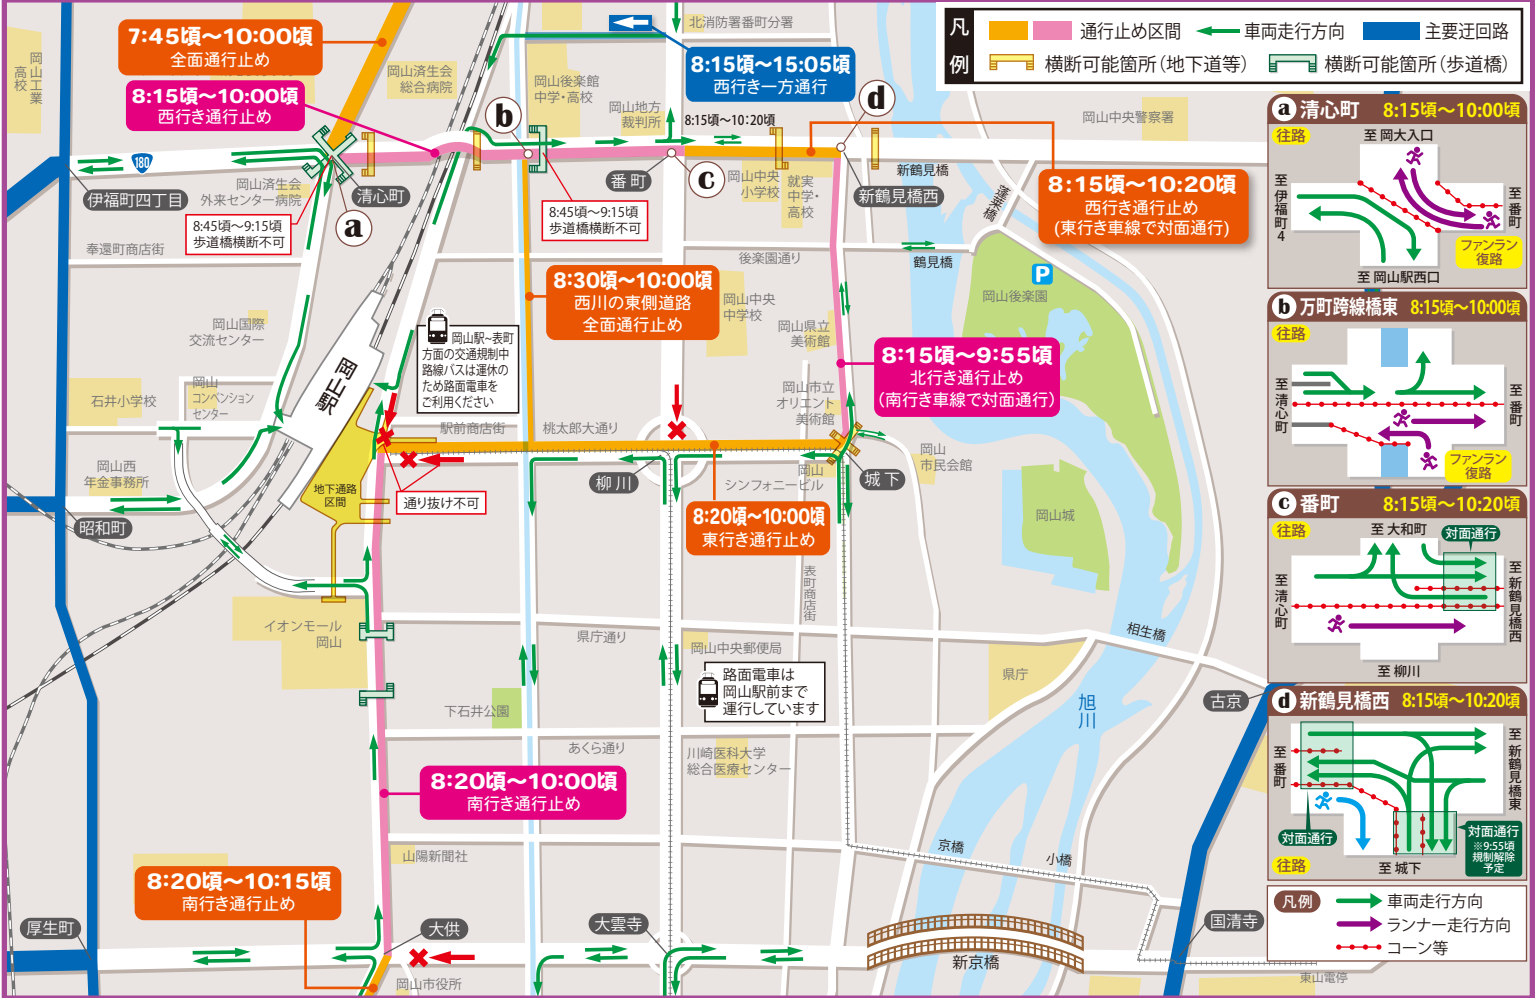 7:45頃～10:00頃
全面通行止め
8:15頃～10:00頃
西行き通行止め
岡山工業
高校
岡山済生会
総合病院
北消防署番町分署
8:15頃～15:05頃
西行き一方通行
岡山後楽館
中学・高校
岡山地方
裁判所
8:15頃～10:20頃
凡例
通行止め区間
車両走行方向
主要迂回路
横断可能箇所（地下道等）
横断可能箇所（歩道橋）
岡山中央警察署
180
伊福町四丁目
岡山済生会
外来センター病院
清心町
a
b
c
d
番町
8:45頃～9:15頃
歩道橋横断不可
8:45頃～9:15頃
歩道橋横断不可
岡山中央
小学校
就実
中学・
高校
新鶴見橋西
新鶴見橋
蓬莱橋
8:15頃～10:20頃
西行き通行止め
(東行き車線で対面通行)
奉還町商店街
後楽園通り
鶴見橋
P
岡山後楽園
8:30頃～10:00頃
西川の東側道路
全面通行止め
岡山中央
中学校
岡山県立
美術館
岡山国際
交流センター
岡山駅
岡山駅～表町
方面の交通規制中
路線バスは運休の
ため路面電車を
ご利用ください
8:15頃～9:55頃
北行き通行止め
(南行き車線で対面通行)
岡山市立
オリエント
美術館
石井小学校
岡山
コンベンション
センター
駅前商店街
桃太郎大通り
岡山
市民会館
岡山西
年金事務所
地下通路
区間
通り抜け不可
柳川
岡山
シンフォニービル
城下
昭和町
8:20頃～10:00頃
東行き通行止め
岡山城
表町商店街
イオンモール
岡山
県庁通り
岡山中央郵便局
相生橋
路面電車は
岡山駅前まで
運行しています
県庁
旭川
古京
下石井公園
あくら通り
川崎医科大学
総合医療センター
8:20頃～10:00頃
南行き通行止め
山陽新聞社
京橋
小橋
8:20頃～10:15頃
南行き通行止め
厚生町
大供
大雲寺
国清寺
新京橋
岡山市役所
東山電停
a 清心町 8:15頃～10:00頃
往路
至 岡大入口
至伊福町4
至番町
ファンラン
復路
至 岡山駅西口
b 万町跨線橋東 8:15頃～10:00頃
往路
至清心町
至番町
ファンラン
復路
c 番町 8:15頃～10:20頃
往路
至 大和町
対面通行
至清心町
至新鶴見橋西
至 柳川
d 新鶴見橋西 8:15頃～10:20頃
至番町
至新鶴見橋東
対面通行
対面通行
※9:55頃
規制解除
予定
往路
至 城下
凡例
車両走行方向
ランナー走行方向
コーン等